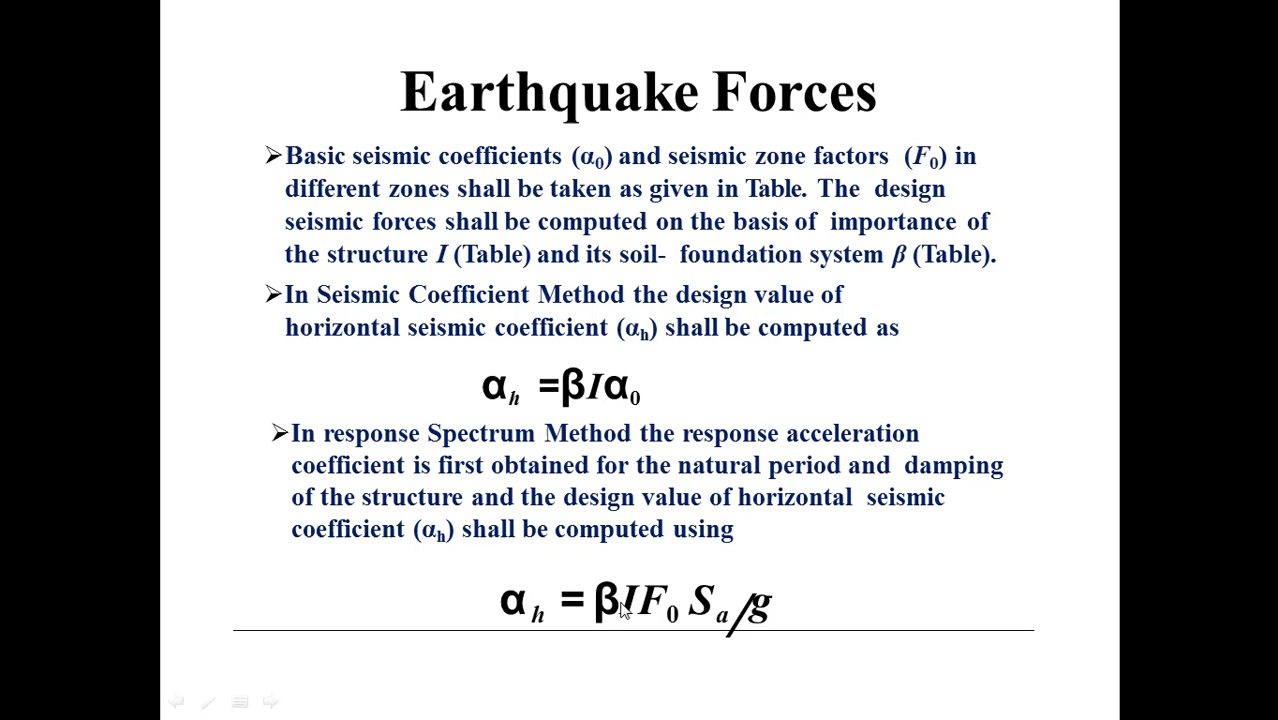 Earthquake Forces
➢Basic seismic coefficients (α₀) and seismic zone factors (F₀) in
different zones shall be taken as given in Table. The design
seismic forces shall be computed on the basis of importance of
the structure I (Table) and its soil- foundation system β (Table).
➢In Seismic Coefficient Method the design value of
horizontal seismic coefficient (αₕ) shall be computed as
αₕ =βIα₀
➢In response Spectrum Method the response acceleration
coefficient is first obtained for the natural period and damping
of the structure and the design value of horizontal seismic
coefficient (αₕ) shall be computed using
αₕ = βIF₀ Sₐ/g